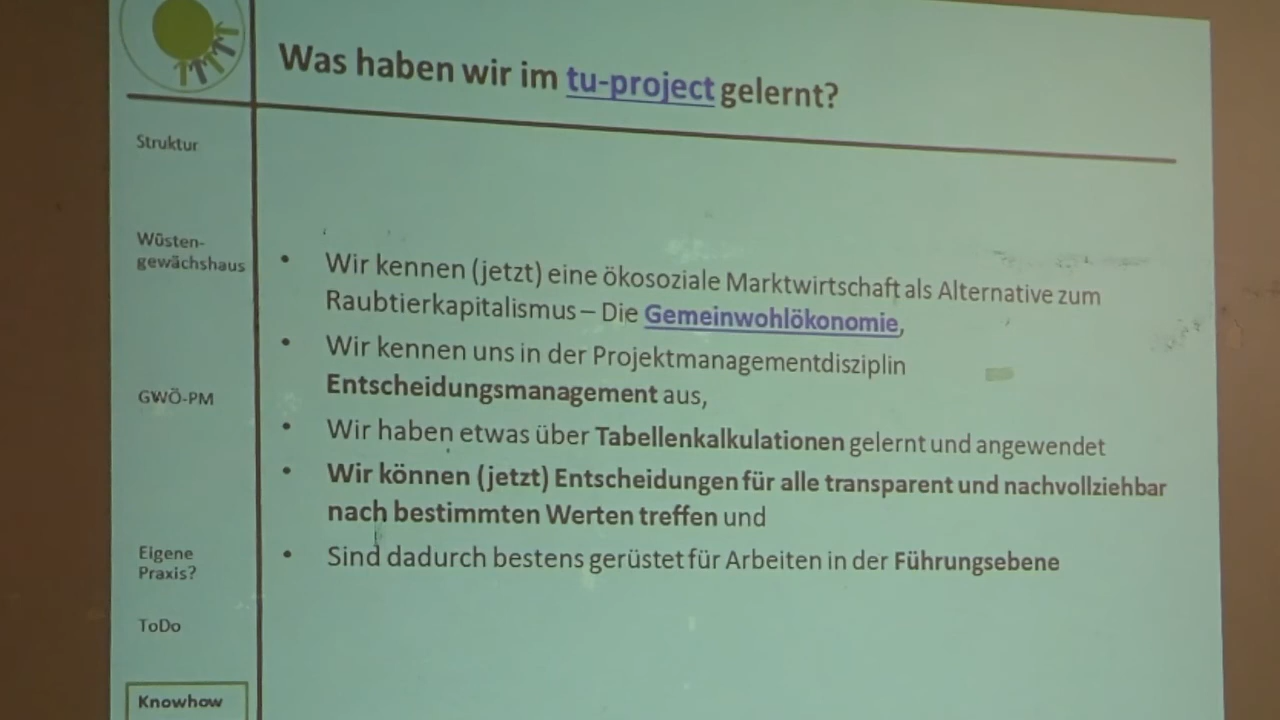 Was haben wir im tu-project gelernt?
Struktur
Wüsten-
gewächshaus
GWÖ-PM
Eigene
Praxis?
ToDo
Knowhow
• Wir kennen (jetzt) eine ökosoziale Marktwirtschaft als Alternative zum
Raubtierkapitalismus – Die Gemeinwohlökonomie,
• Wir kennen uns in der Projektmanagementdisziplin
Entscheidungsmanagement aus,
• Wir haben etwas über Tabellenkalkulationen gelernt und angewendet
• Wir können (jetzt) Entscheidungen für alle transparent und nachvollziehbar
nach bestimmten Werten treffen und
• Sind dadurch bestens gerüstet für Arbeiten in der Führungsebene